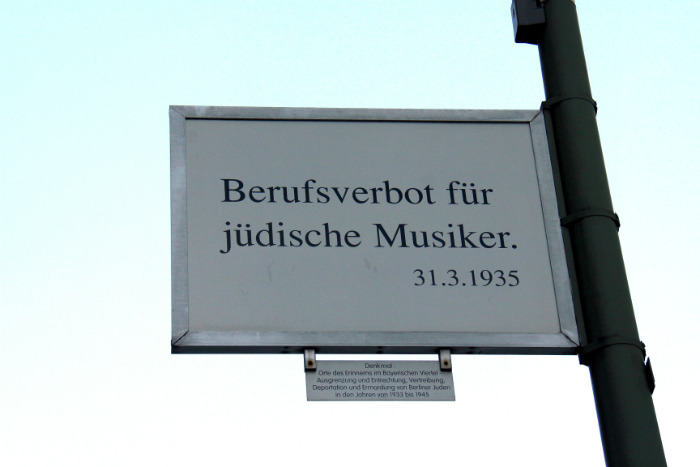 Berufsverbot für
jüdische Musiker.
31.3.1935
Denkmal
Orte des Erinnerns im Bayerischen Viertel
Ausgrenzung und Entrechtung, Vertreibung,
Deportation und Ermordung von Berliner Juden
in den Jahren von 1933 bis 1945